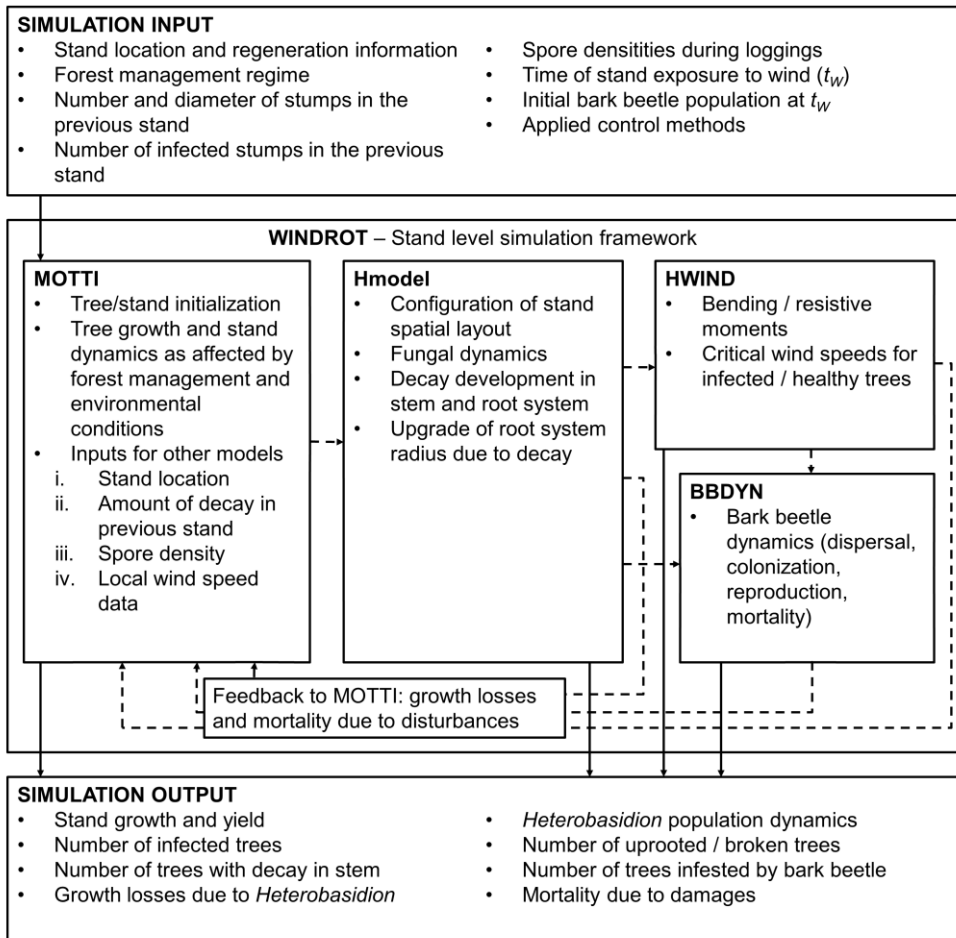 SIMULATION INPUT
• Stand location and regeneration information
• Forest management regime
• Number and diameter of stumps in the
previous stand
• Number of infected stumps in the previous
stand
• Spore densitities during loggings
• Time of stand exposure to wind (tW)
• Initial bark beetle population at tW
• Applied control methods
WINDROT – Stand level simulation framework
MOTTI
• Tree/stand initialization
• Tree growth and stand
dynamics as affected by
forest management and
environmental
conditions
• Inputs for other models
i. Stand location
ii. Amount of decay in
previous stand
iii. Spore density
iv. Local wind speed
data
Hmodel
• Configuration of stand
spatial layout
• Fungal dynamics
• Decay development in
stem and root system
• Upgrade of root system
radius due to decay
HWIND
• Bending / resistive
moments
• Critical wind speeds for
infected / healthy trees
BBDYN
• Bark beetle
dynamics (dispersal,
colonization,
reproduction,
mortality)
Feedback to MOTTI: growth losses
and mortality due to disturbances
SIMULATION OUTPUT
• Stand growth and yield
• Number of infected trees
• Number of trees with decay in stem
• Growth losses due to Heterobasidion
• Heterobasidion population dynamics
• Number of uprooted / broken trees
• Number of trees infested by bark beetle
• Mortality due to damages